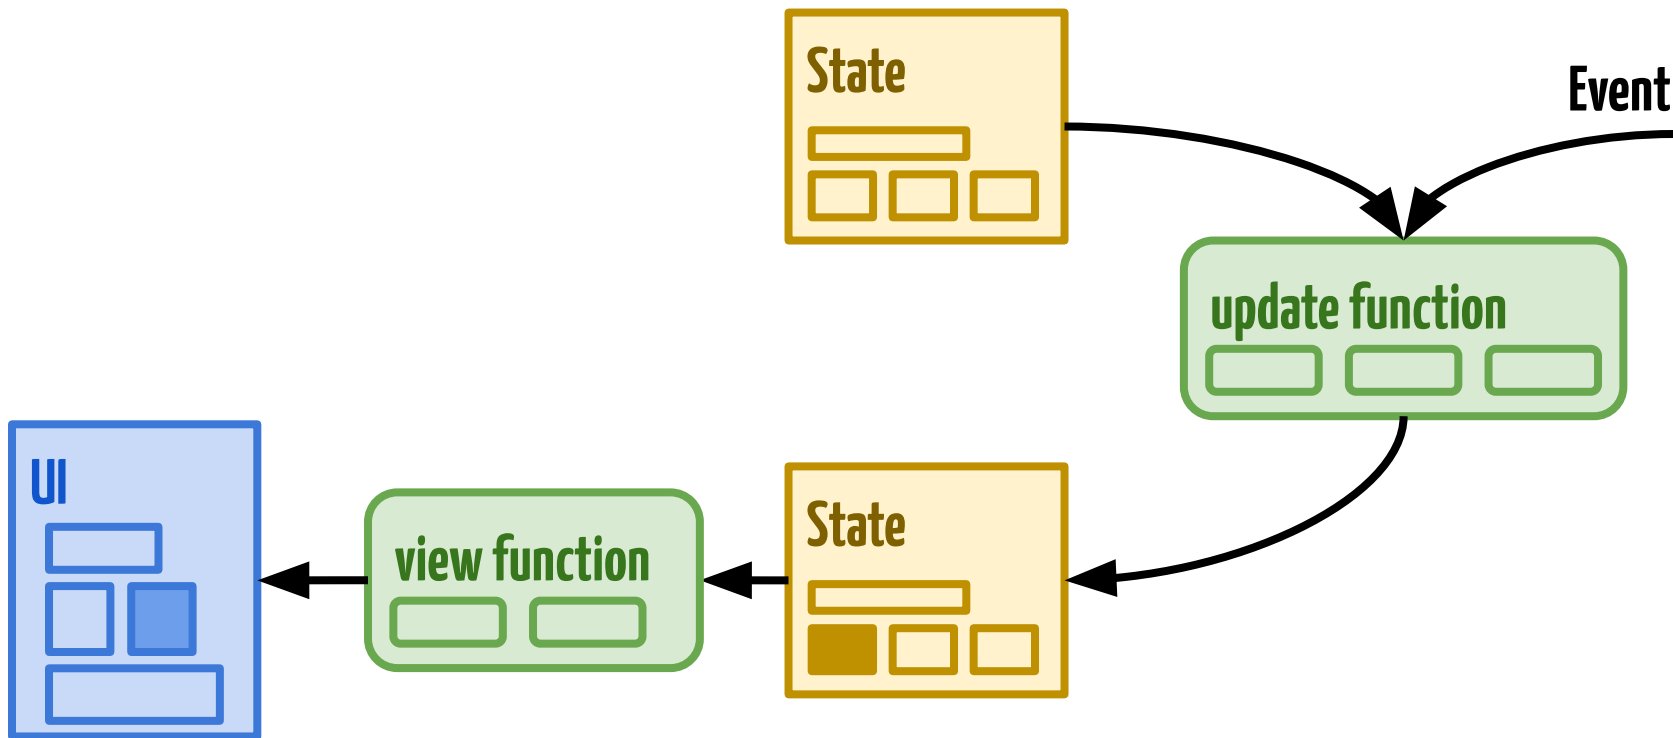 State
Event
update function
State
view function
UI